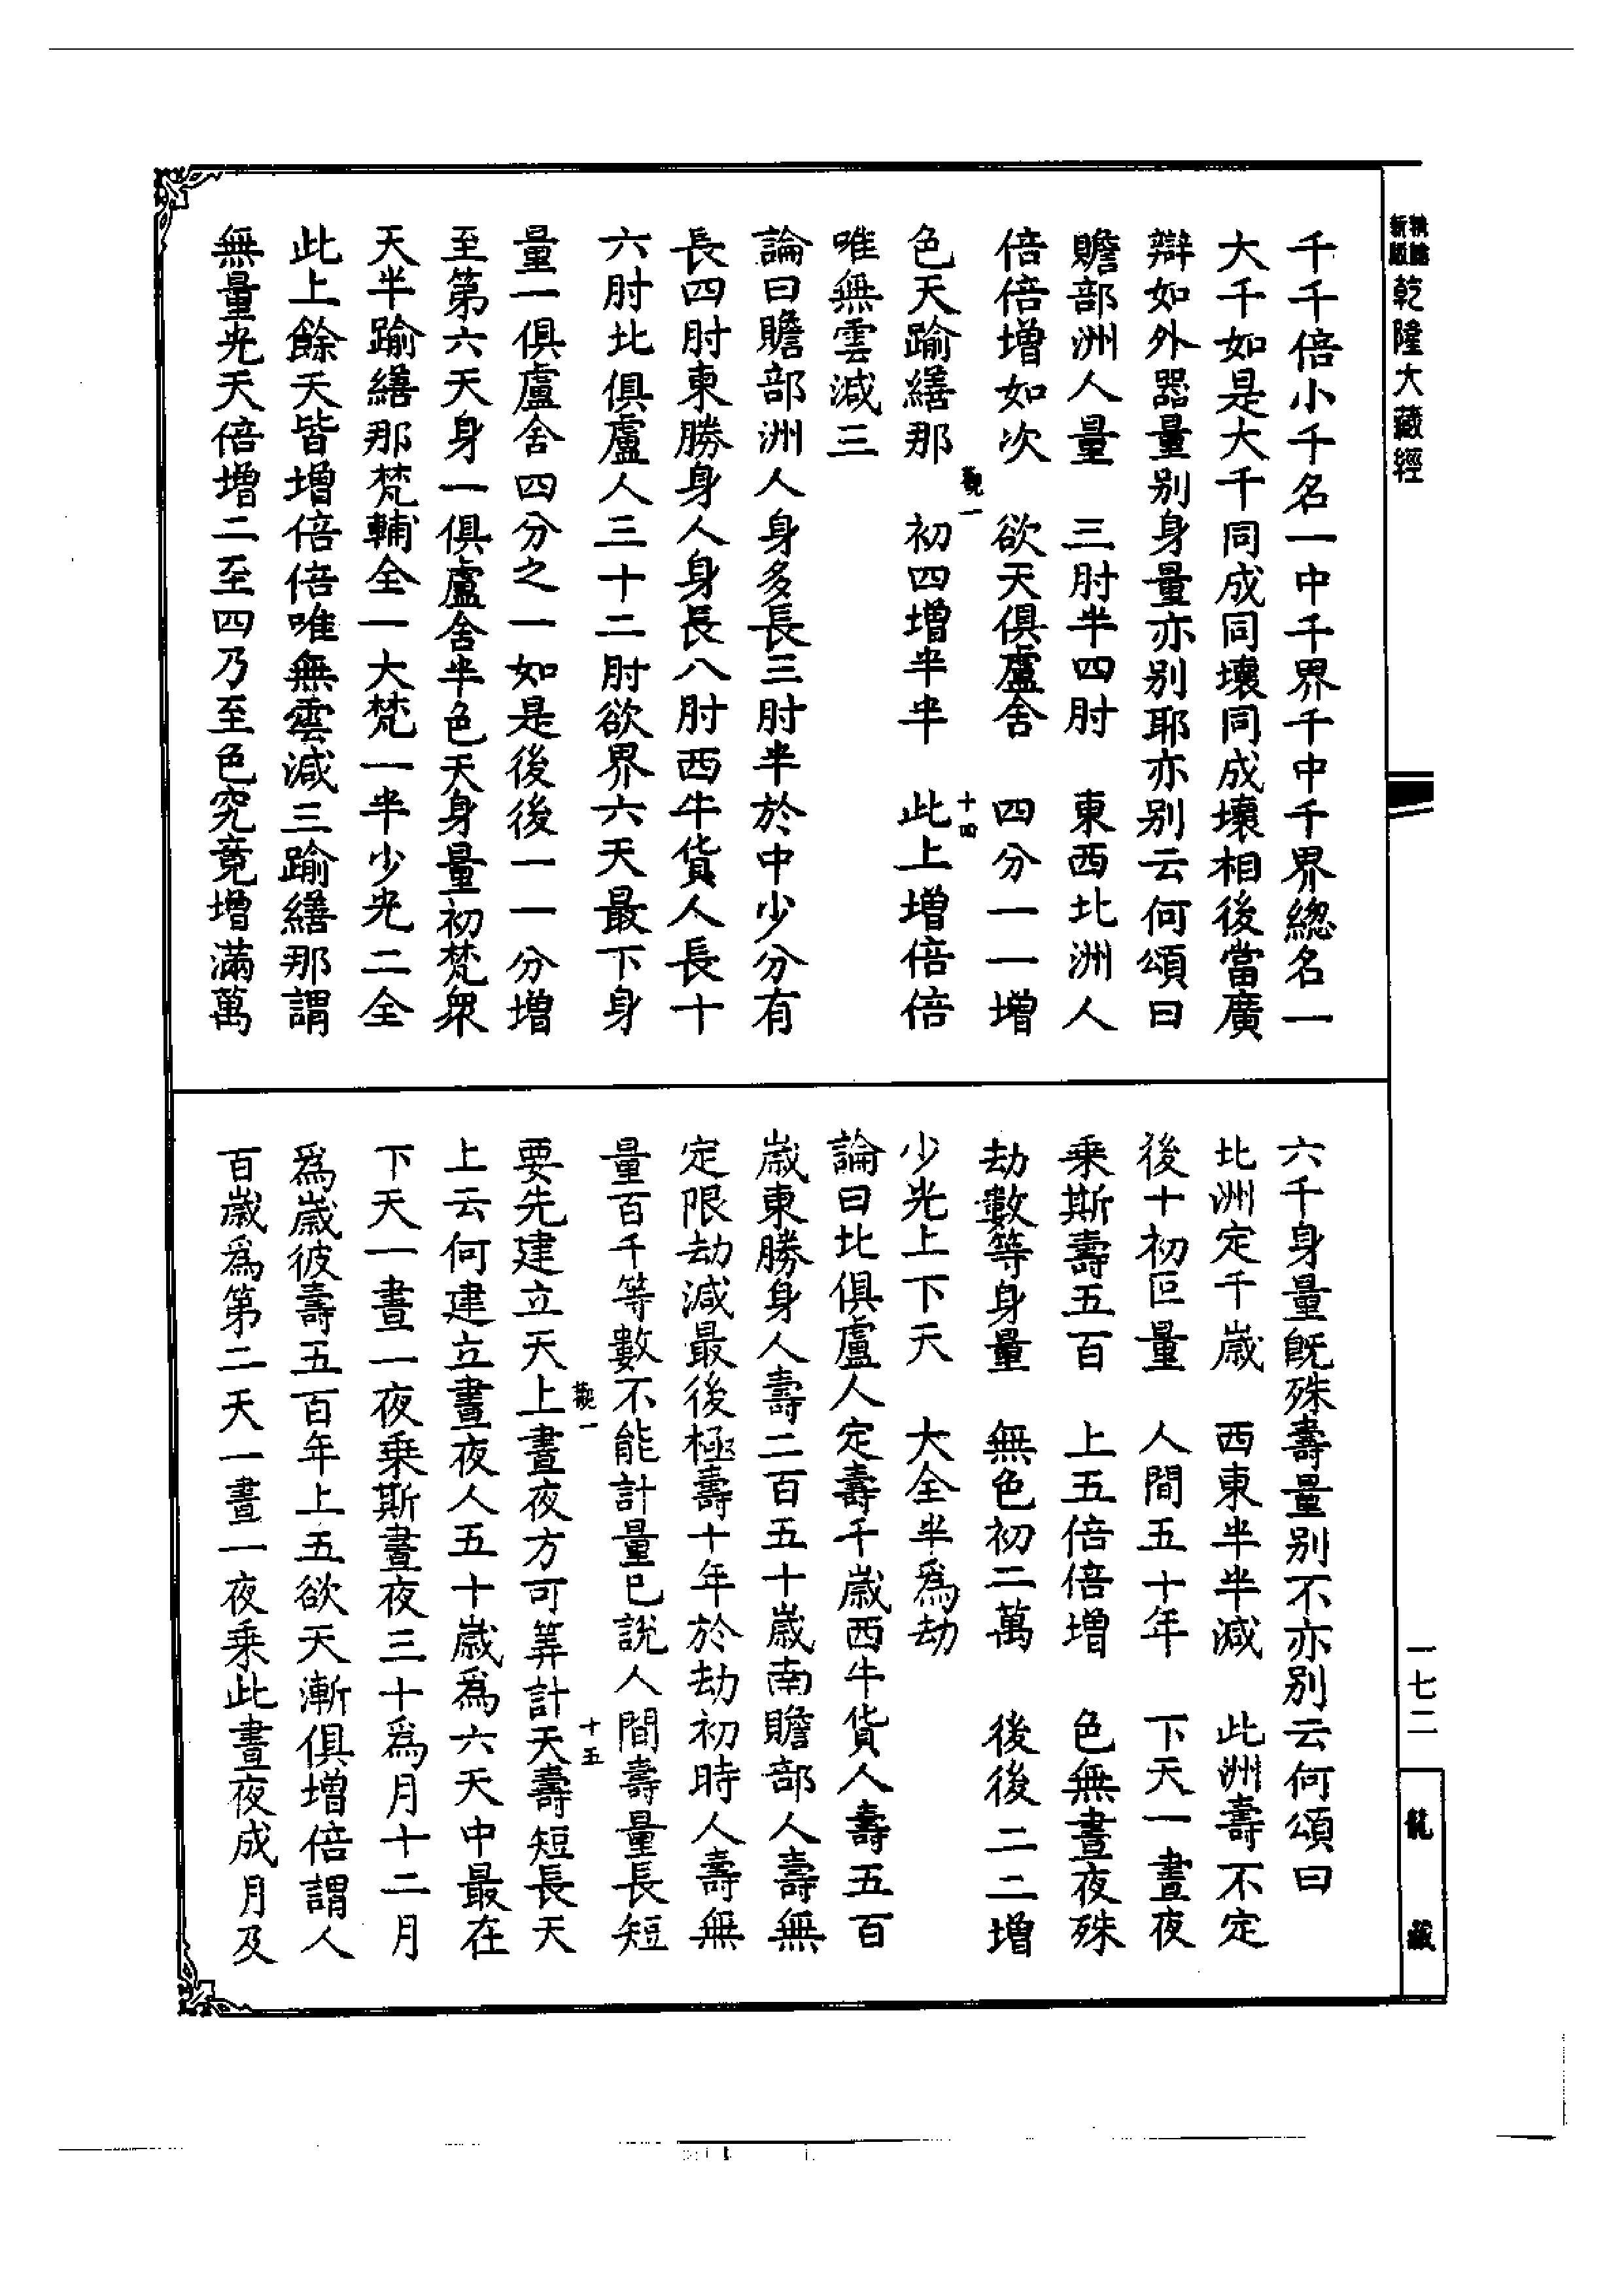 乾隆大藏經
千千倍小千名一中千界千中千界總名一
大千如是大千同成同壞同成壞相後當廣
辯如外器量別身量亦別耶亦別云何頌曰
贍部洲人量　三肘半四肘　東西北洲人
倍倍增如次　欲天俱盧舍　四分一一增
觀一　十四
色天踰繕那　初四增半半　此上增倍倍
唯無雲減三
論曰贍部洲人身多長三肘半於中少分有
長四肘東勝身人身長八肘西牛貨人長十
六肘北俱盧人三十二肘欲界六天最下身
量一俱盧舍四分之一如是後後一一分增
至第六天身一俱盧舍半色天身量初梵眾
天半踰繕那梵輔全一大梵一半少光二全
此上餘天皆增倍倍唯無雲減三踰繕那謂
無量光天倍增二至四乃至色究竟增滿萬
六千身量既殊壽量別不亦別云何頌曰
北洲定千歲　西東半半減　此洲壽不定
後十初叵量　人間五十年　下天一晝夜
乘斯壽五百　上五倍倍增　色無晝夜殊
劫數等身量　無色初二萬　後後二二增
少光上下天　大全半為劫
論曰北俱盧人定壽千歲西牛貨人壽五百
歲東勝身人壽二百五十歲南贍部人壽無
定限劫減最後極壽十年於劫初時人壽無
量百千等數不能計量已說人間壽量長短
觀一　十五
要先建立天上晝夜方可筭計天壽短長天
上云何建立晝夜人五十歲為六天中最在
下天一晝一夜乘斯晝夜三十為月十二月
為歲彼壽五百年上五欲天漸俱增倍謂人
百歲為第二天一晝一夜乘此晝夜成月及
一七二
龍藏